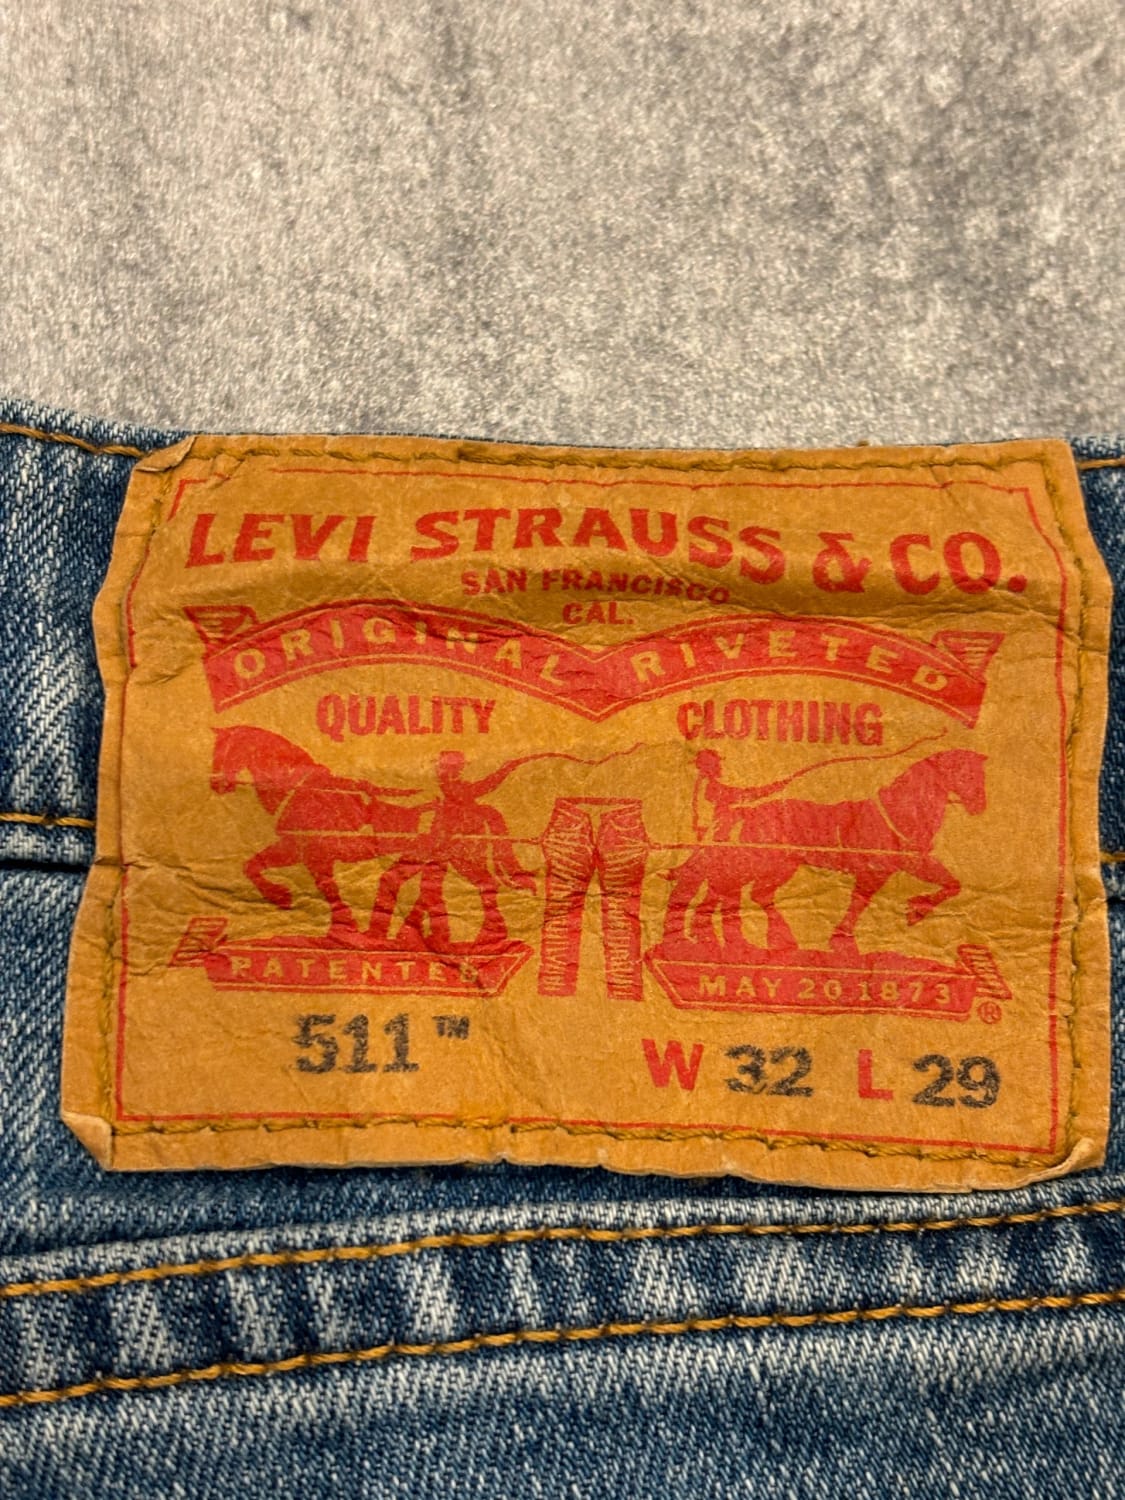 LEVI STRAUSS & CO.
SAN FRANCISCO
CAL.
ORIGINAL RIVETED
QUALITY CLOTHING
PATENTED MAY 20 1873 ®
511™ W 32 L 29